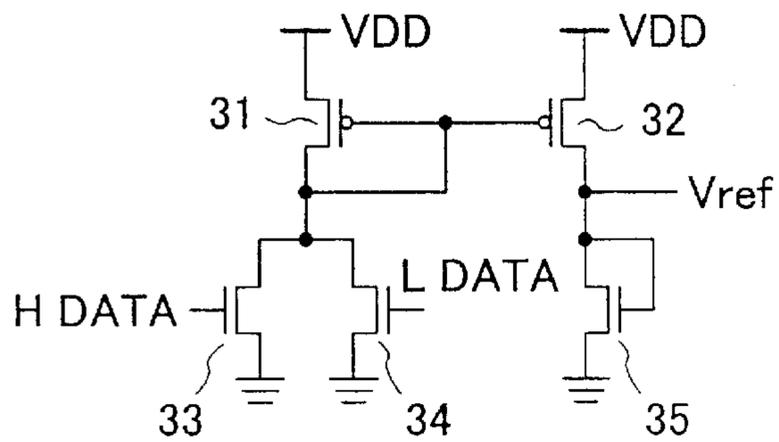 VDD
VDD
31
32
Vref
H DATA
L DATA
33
34
35